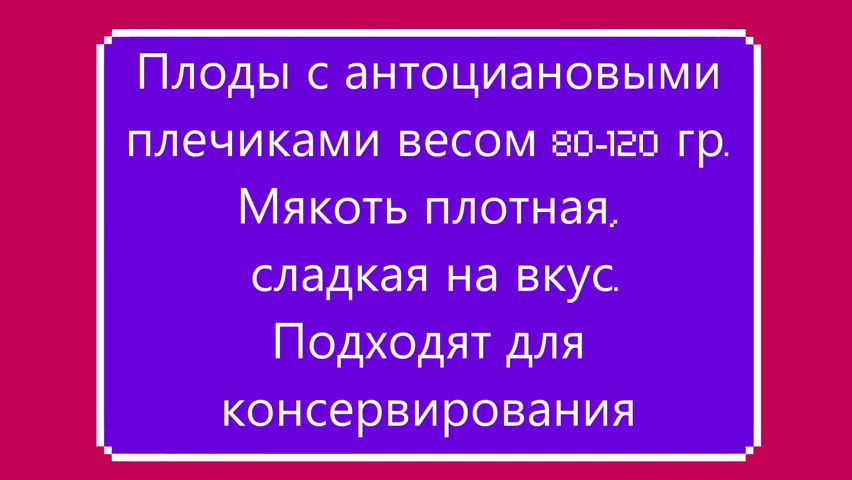 Плоды с антоциановыми
плечиками весом 80-120 гр.
Мякоть плотная,
сладкая на вкус.
Подходят для
консервирования